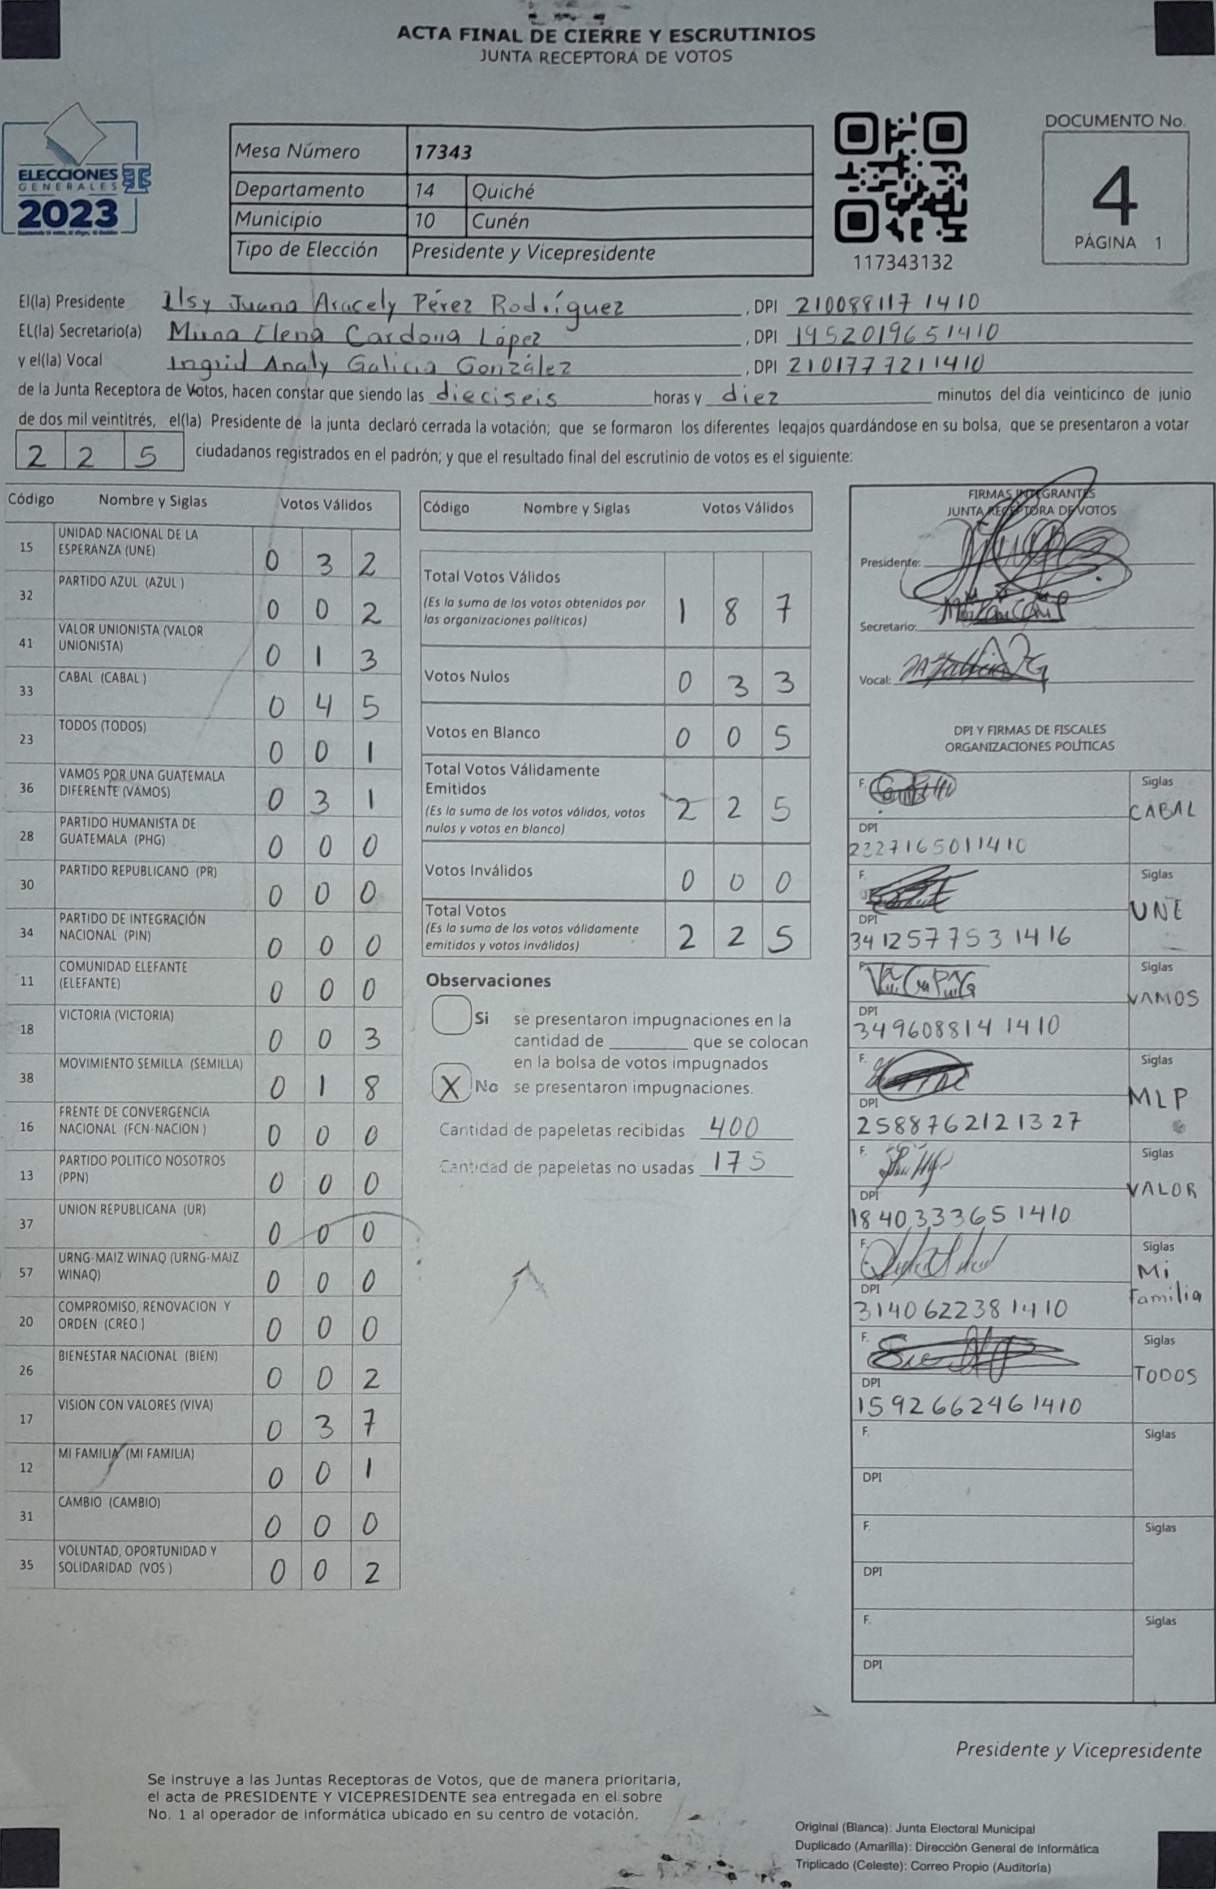 ACTA FINAL DE CIERRE Y ESCRUTINIOS
JUNTA RECEPTORA DE VOTOS
ELECCIONES
GENERALES
2023
Mesa Número 17343
Departamento 14 Quiché
Municipio 10 Cunén
Tipo de Elección Presidente y Vicepresidente
117343132
DOCUMENTO No.
4
PÁGINA 1
El(la) Presidente Ilsy Juana Aracely Pérez Rodríguez, DPI 210088117 1410
EL(la) Secretario(a) Mirna Elena Cardona López, DPI 1952019651410
y el(la) Vocal Ingrid Analy Galicia González, DPI 2101777211410
de la Junta Receptora de Votos, hacen constar que siendo las dieciseis horas y diez minutos del día veinticinco de junio
de dos mil veintitrés, el(la) Presidente de la junta declaró cerrada la votación; que se formaron los diferentes legajos guardándose en su bolsa, que se presentaron a votar
2 2 5 ciudadanos registrados en el padrón; y que el resultado final del escrutinio de votos es el siguiente:
Código Nombre y Siglas Votos Válidos
15 UNIDAD NACIONAL DE LA
ESPERANZA (UNE) 0 3 2
32 PARTIDO AZUL (AZUL ) 0 0 2
41 VALOR UNIONISTA (VALOR
UNIONISTA) 0 1 3
33 CABAL (CABAL ) 0 4 5
23 TODOS (TODOS) 0 0 1
36 VAMOS POR UNA GUATEMALA
DIFERENTE (VAMOS) 0 3 1
28 PARTIDO HUMANISTA DE
GUATEMALA (PHG) 0 0 0
30 PARTIDO REPUBLICANO (PR) 0 0 0
34 PARTIDO DE INTEGRACIÓN
NACIONAL (PIN) 0 0 0
11 COMUNIDAD ELEFANTE
(ELEFANTE) 0 0 0
18 VICTORIA (VICTORIA) 0 0 3
38 MOVIMIENTO SEMILLA (SEMILLA) 0 1 8
16 FRENTE DE CONVERGENCIA
NACIONAL (FCN-NACION ) 0 0 0
13 PARTIDO POLITICO NOSOTROS
(PPN) 0 0 0
37 UNION REPUBLICANA (UR) 0 0 0
57 URNG-MAIZ WINAQ (URNG-MAIZ
WINAQ) 0 0 0
20 COMPROMISO, RENOVACION Y
ORDEN (CREO ) 0 0 0
26 BIENESTAR NACIONAL (BIEN) 0 0 2
17 VISION CON VALORES (VIVA) 0 3 7
12 MI FAMILIA (MI FAMILIA) 0 0 1
31 CAMBIO (CAMBIO) 0 0 0
35 VOLUNTAD, OPORTUNIDAD Y
SOLIDARIDAD (VOS ) 0 0 2
Código Nombre y Siglas Votos Válidos
Total Votos Válidos
(Es la suma de los votos obtenidos por
las organizaciones políticas) 1 8 7
Votos Nulos 0 3 3
Votos en Blanco 0 0 5
Total Votos Válidamente
Emitidos
(Es la suma de los votos válidos, votos
nulos y votos en blanco) 2 2 5
Votos Inválidos 0 0 0
Total Votos
(Es la suma de los votos válidamente
emitidos y votos inválidos) 2 2 5
Observaciones
Si se presentaron impugnaciones en la
cantidad de ________ que se colocan
en la bolsa de votos impugnados
X No se presentaron impugnaciones.
Cantidad de papeletas recibidas 400
Cantidad de papeletas no usadas 175
FIRMAS INTEGRANTES
JUNTA RECEPTORA DE VOTOS
Presidente:
Secretario:
Vocal:
DPI Y FIRMAS DE FISCALES
ORGANIZACIONES POLÍTICAS
F. Siglas
CABAL
DPI
2227165011410
F. Siglas
UNE
DPI
341257753 1416
F. Siglas
VAMOS
DPI
349608814 1410
F. Siglas
MLP
DPI
2588762121327
F. Siglas
VALOR
DPI
1840333651410
F. Siglas
Mi
Familia
DPI
3140622381410
F. Siglas
TODOS
DPI
1592662461410
F. Siglas
DPI
F. Siglas
DPI
F. Siglas
DPI
Presidente y Vicepresidente
Se instruye a las Juntas Receptoras de Votos, que de manera prioritaria,
el acta de PRESIDENTE Y VICEPRESIDENTE sea entregada en el sobre
No. 1 al operador de informática ubicado en su centro de votación.
Original (Blanca): Junta Electoral Municipal
Duplicado (Amarilla): Dirección General de Informática
Triplicado (Celeste): Correo Propio (Auditoría)